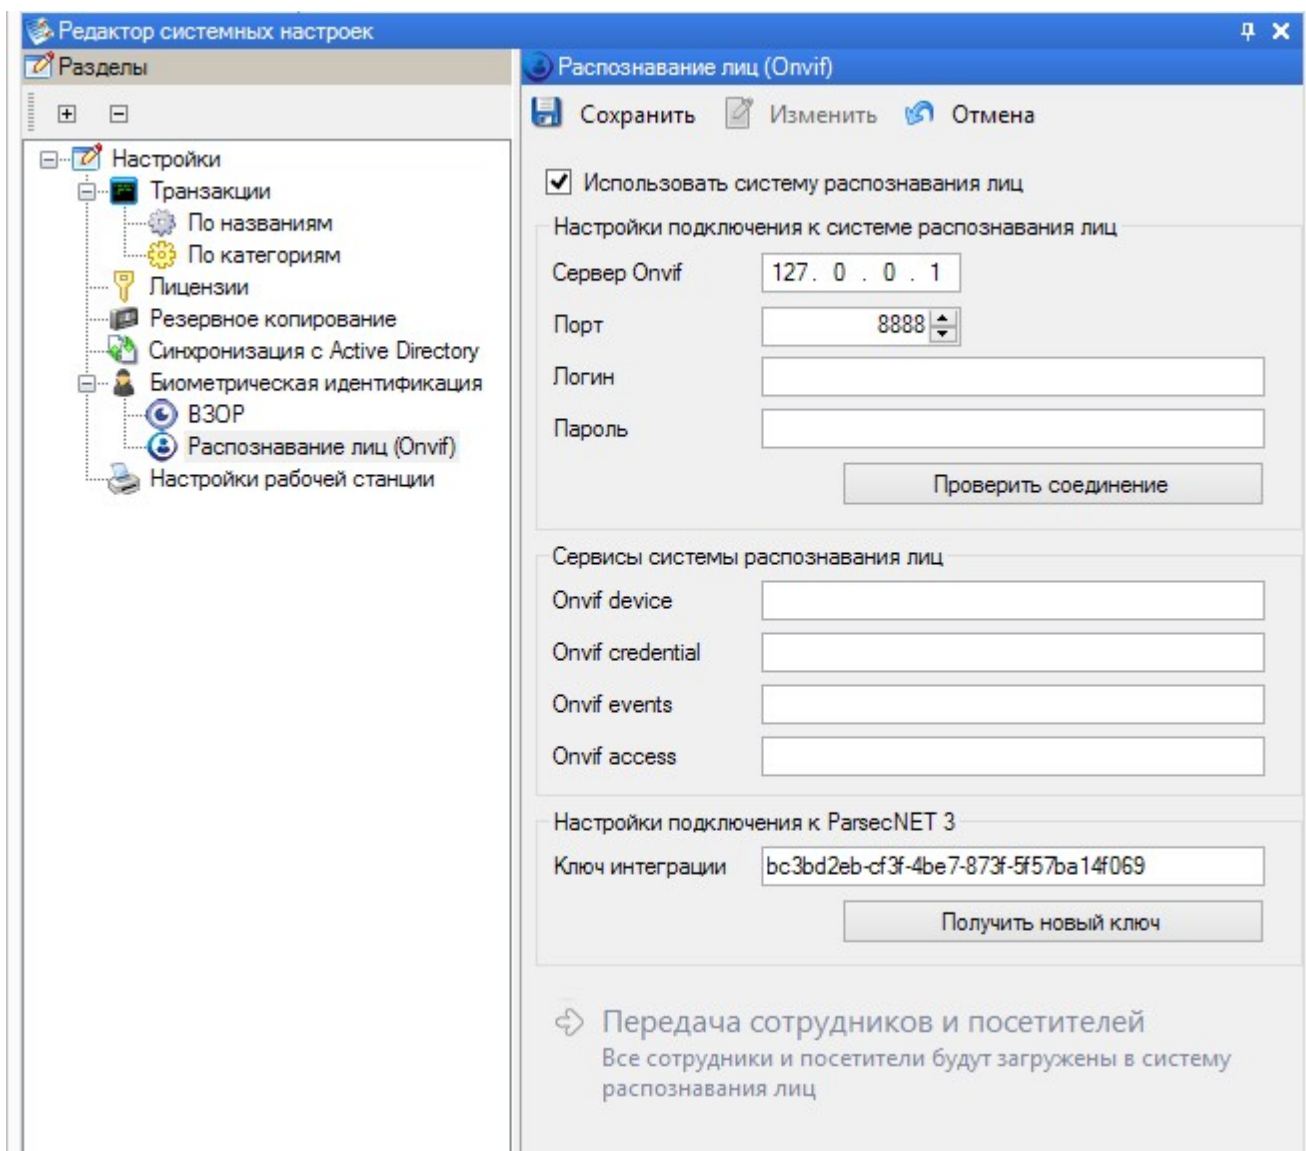 Редактор системных настроек
Разделы
Настройки
Транзакции
По названиям
По категориям
Лицензии
Резервное копирование
Синхронизация с Active Directory
Биометрическая идентификация
ВЗОР
Распознавание лиц (Onvif)
Настройки рабочей станции
Распознавание лиц (Onvif)
Сохранить Изменить Отмена
Использовать систему распознавания лиц
Настройки подключения к системе распознавания лиц
Сервер Onvif 127. 0 . 0 . 1
Порт 8888
Логин
Пароль
Проверить соединение
Сервисы системы распознавания лиц
Onvif device
Onvif credential
Onvif events
Onvif access
Настройки подключения к ParsecNET 3
Ключ интеграции bc3bd2eb-cf3f-4be7-873f-5f57ba14f069
Получить новый ключ
Передача сотрудников и посетителей
Все сотрудники и посетители будут загружены в систему
распознавания лиц